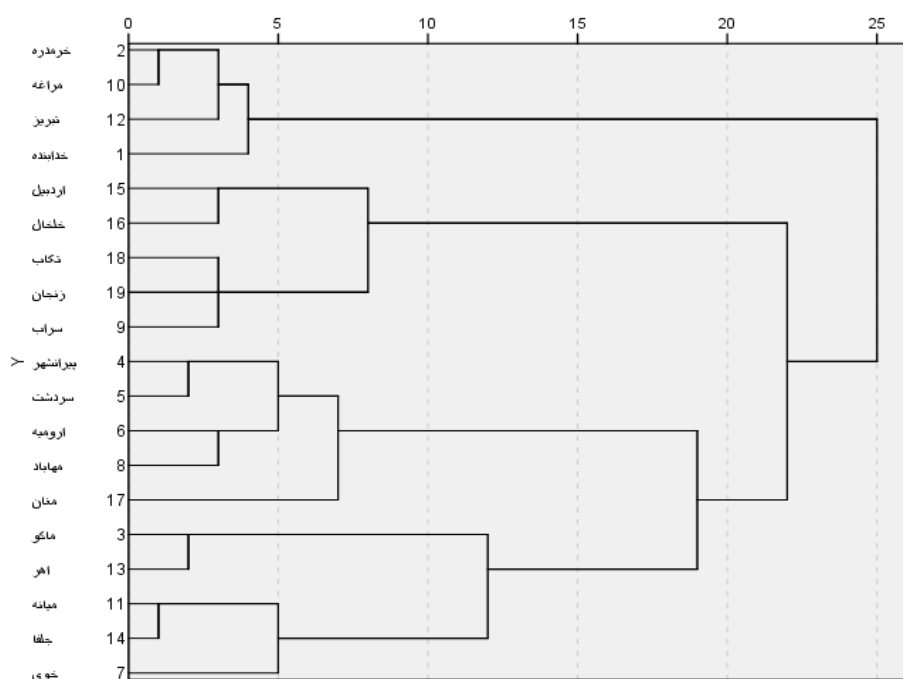 0 5 10 15 20 25
خرمدره 2
مراغه 10
تبریز 12
خدابنده 1
اردبیل 15
خلخال 16
تکاب 18
زنجان 19
سراب 9
پیرانشهر 4
سردشت 5
ارومیه 6
مهاباد 8
مغان 17
ماکو 3
اهر 13
میانه 11
جلفا 14
خوی 7
Y